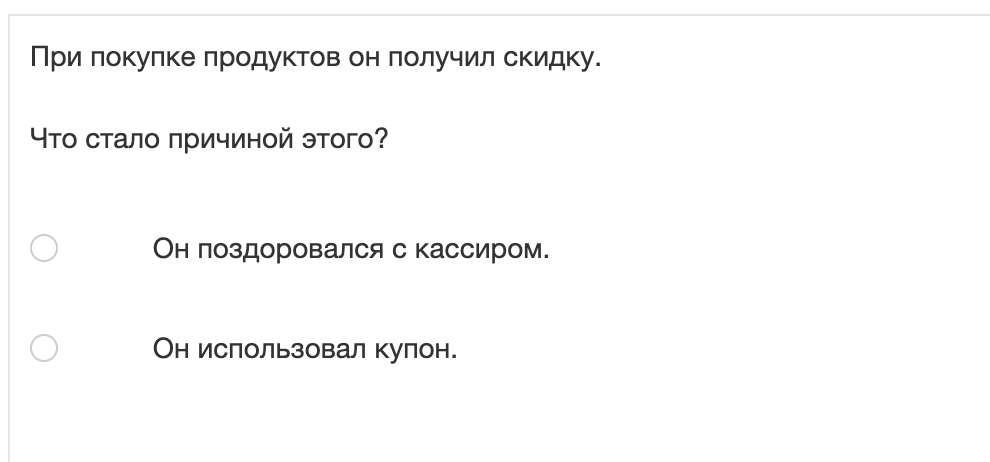 При покупке продуктов он получил скидку.
Что стало причиной этого?
Он поздоровался с кассиром.
Он использовал купон.